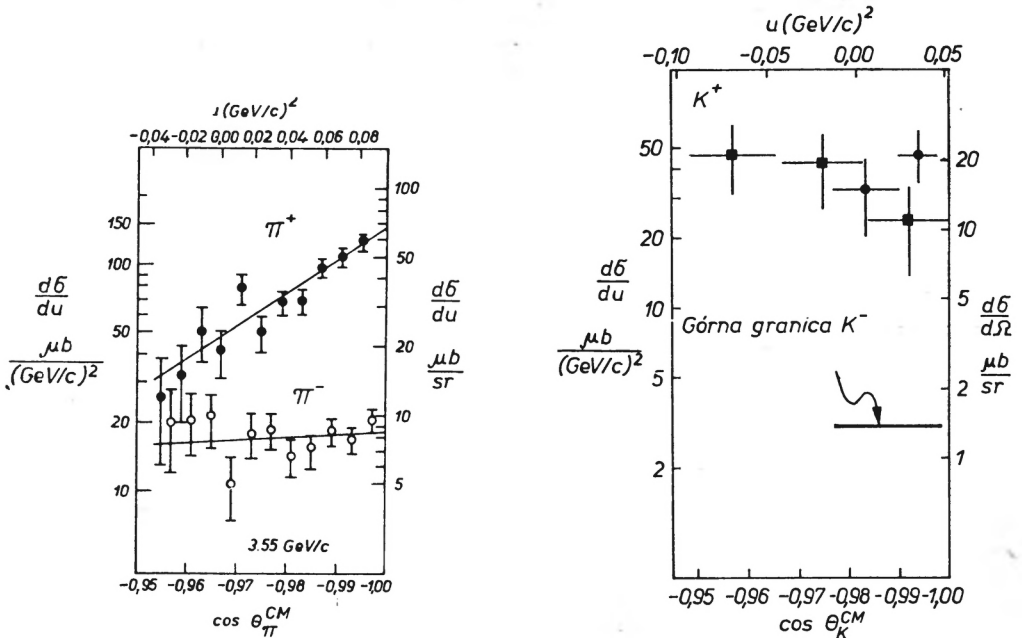 ı(GeV/c)²
-0,04 -0,02 0,00 0,02 0,04 0,06 0,08
150
100
50
20
10
100
50
20
10
5
π⁺
π⁻
dσ
du
μb
(GeV/c)²
dσ
du
μb
sr
3.55 GeV/c
-0,95 -0,96 -0,97 -0,98 -0,99 -1,00
cos θπ^CM
u(GeV/c)²
-0,10 -0,05 0,00 0,05
K⁺
50
20
10
5
2
20
10
5
2
1
dσ
du
μb
(GeV/c)²
Górna granica K⁻
dσ
dΩ
μb
sr
-0,95 -0,96 -0,97 -0,98 -0,99 -1,00
cos θK^CM